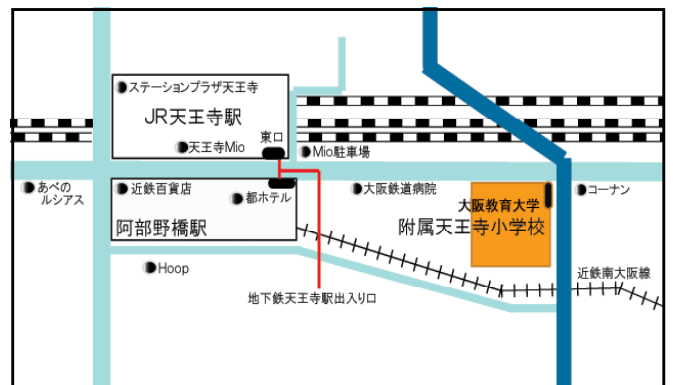 ステーションプラザ天王寺
JR天王寺駅
東口
天王寺Mio
Mio駐車場
あべの
ルシアス
近鉄百貨店
都ホテル
大阪鉄道病院
コーナン
大阪教育大学
附属天王寺小学校
阿部野橋駅
Hoop
近鉄南大阪線
地下鉄天王寺駅出入り口